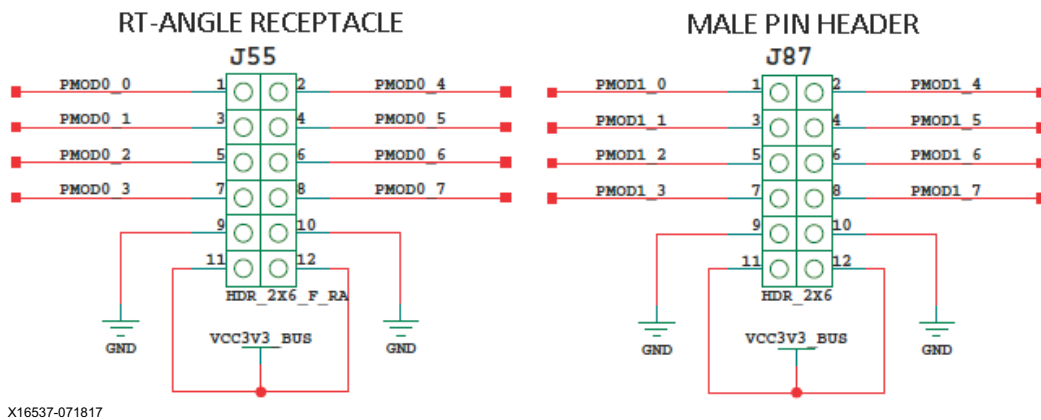 RT-ANGLE RECEPTACLE
J55
PMOD0_0 1 2 PMOD0_4
PMOD0_1 3 4 PMOD0_5
PMOD0_2 5 6 PMOD0_6
PMOD0_3 7 8 PMOD0_7
9 10
11 12
HDR_2X6_F_RA
VCC3V3_BUS
GND GND
MALE PIN HEADER
J87
PMOD1_0 1 2 PMOD1_4
PMOD1_1 3 4 PMOD1_5
PMOD1_2 5 6 PMOD1_6
PMOD1_3 7 8 PMOD1_7
9 10
11 12
HDR_2X6
VCC3V3_BUS
GND GND
X16537-071817